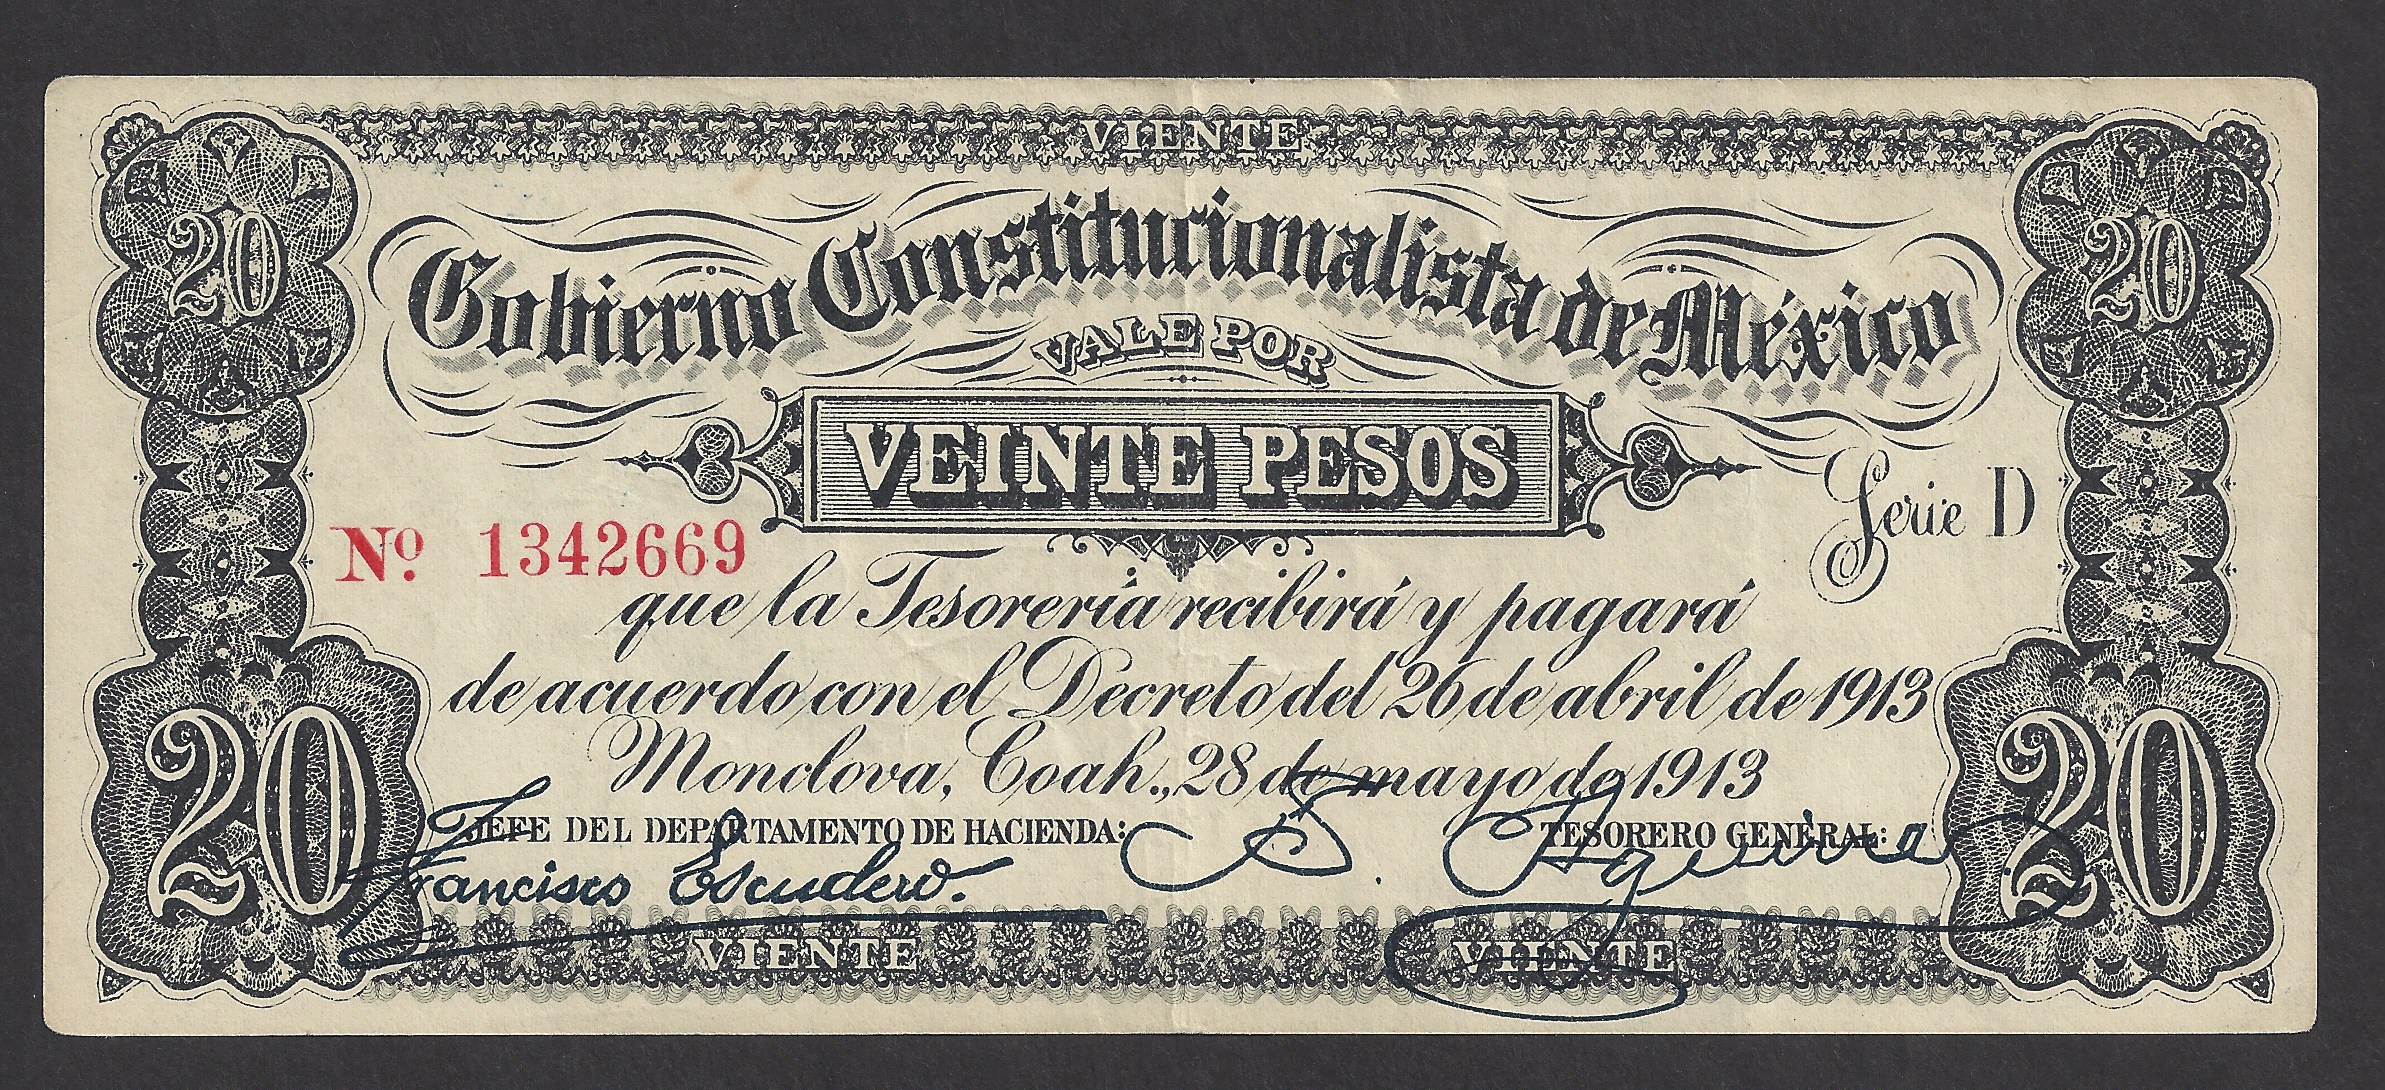 VIENTE
20 20
Gobierno Constitucionalista de México
VALE POR
VEINTE PESOS
Serie D
Nº. 1342669
que la Tesorería recibirá y pagará
de acuerdo con el Decreto del 26 de abril de 1913
Monclova, Coah., 28 de mayo de 1913
JEFE DEL DEPARTAMENTO DE HACIENDA: TESORERO GENERAL:
Francisco Escudero. S. Aguirre
20 20
VIENTE VIENTE